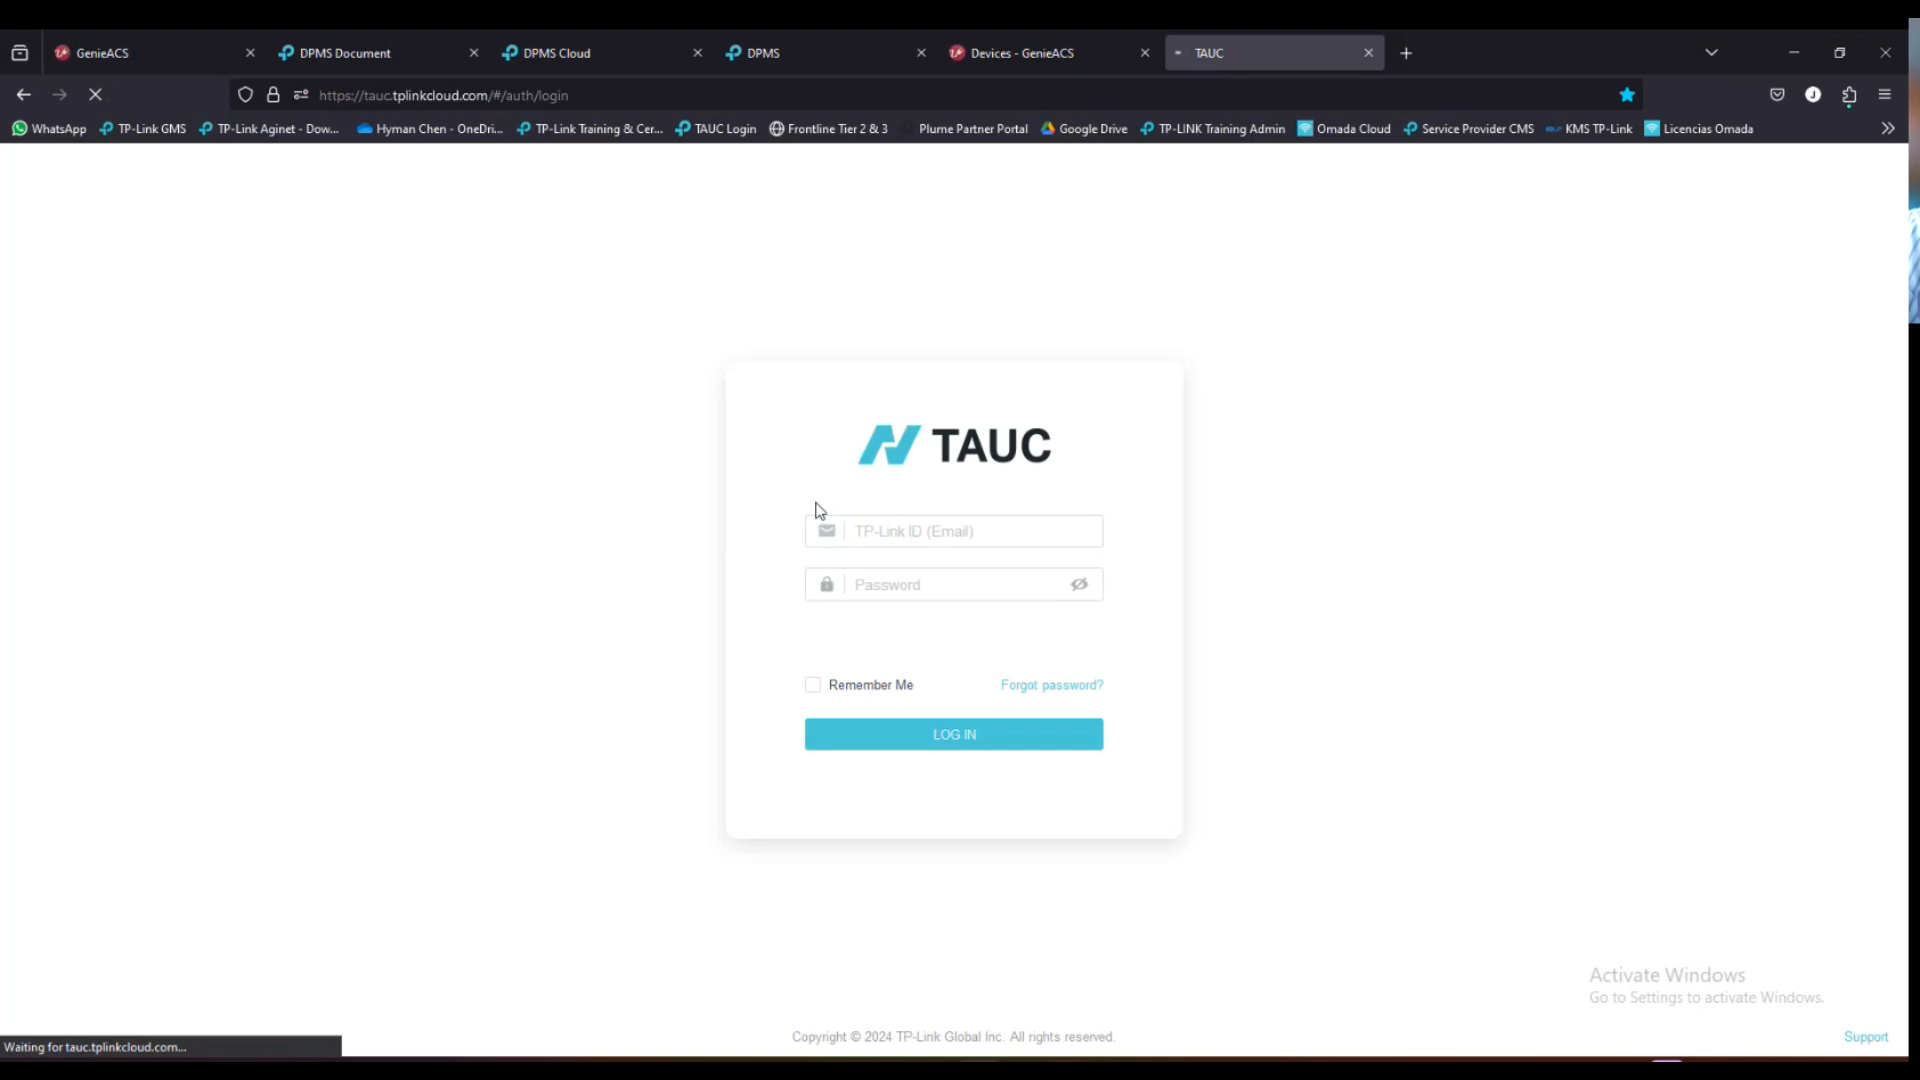 GenieACS
DPMS Document
DPMS Cloud
DPMS
Devices - GenieACS
TAUC
https://tauc.tplinkcloud.com/#/auth/login
WhatsApp
TP-Link GMS
TP-Link Aginet - Dow...
Hyman Chen - OneDri...
TP-Link Training & Cer...
TAUC Login
Frontline Tier 2 & 3
Plume Partner Portal
Google Drive
TP-LINK Training Admin
Omada Cloud
Service Provider CMS
KMS TP-Link
Licencias Omada
TAUC
TP-Link ID (Email)
Password
Remember Me
Forgot password?
LOG IN
Activate Windows
Go to Settings to activate Windows.
Copyright © 2024 TP-Link Global Inc. All rights reserved.
Support
Waiting for tauc.tplinkcloud.com...